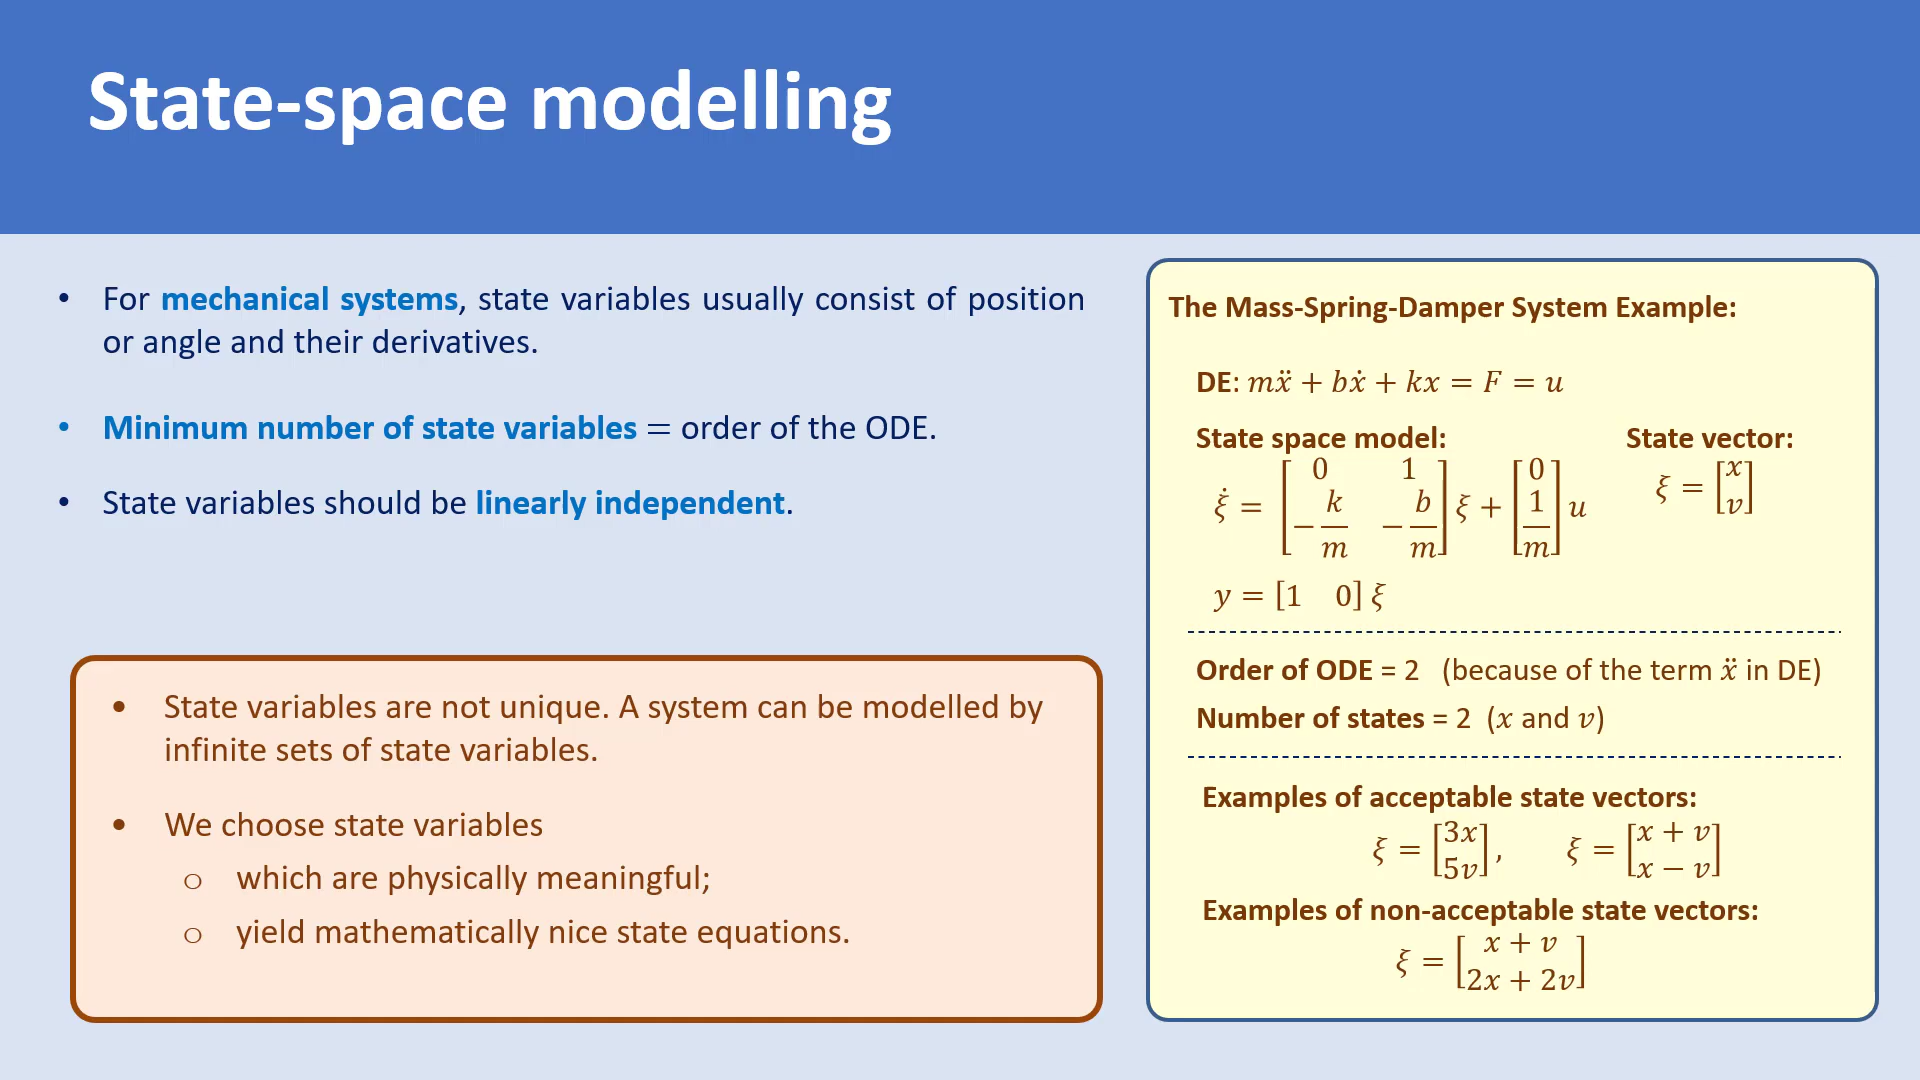 State-space modelling
• For mechanical systems, state variables usually consist of position
or angle and their derivatives.
• Minimum number of state variables = order of the ODE.
• State variables should be linearly independent.
• State variables are not unique. A system can be modelled by
infinite sets of state variables.
• We choose state variables
o which are physically meaningful;
o yield mathematically nice state equations.
The Mass-Spring-Damper System Example:
DE: mẍ + bẋ + kx = F = u
State space model:
ξ̇ = [0 1; −k/m −b/m] ξ + [0; 1/m] u
y = [1 0] ξ
State vector:
ξ = [x; v]
Order of ODE = 2 (because of the term ẍ in DE)
Number of states = 2 (x and v)
Examples of acceptable state vectors:
ξ = [3x; 5v], ξ = [x + v; x − v]
Examples of non-acceptable state vectors:
ξ = [x + v; 2x + 2v]